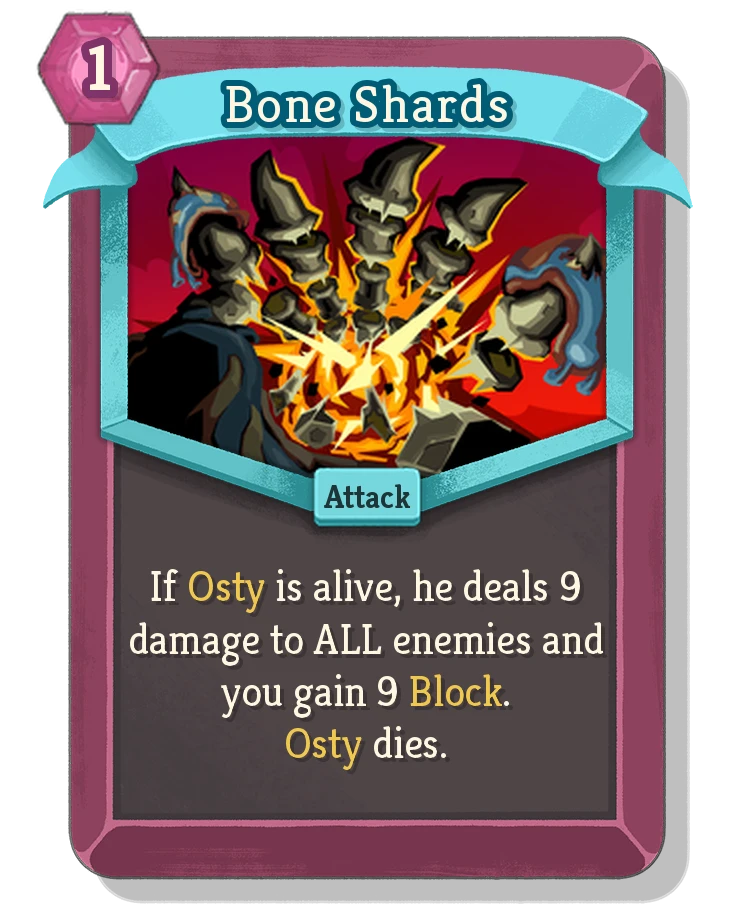 1
Bone Shards
Attack
If Osty is alive, he deals 9
damage to ALL enemies and
you gain 9 Block.
Osty dies.